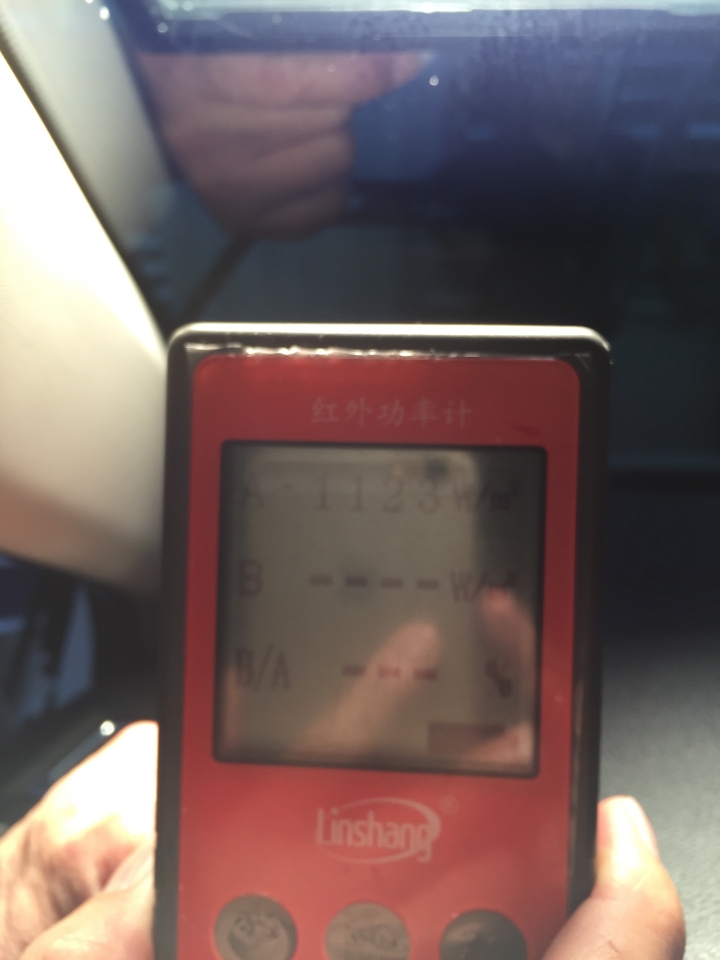 红外功率计
A 1123 W/m²
B ---- W/m²
B/A --- %
Linshang